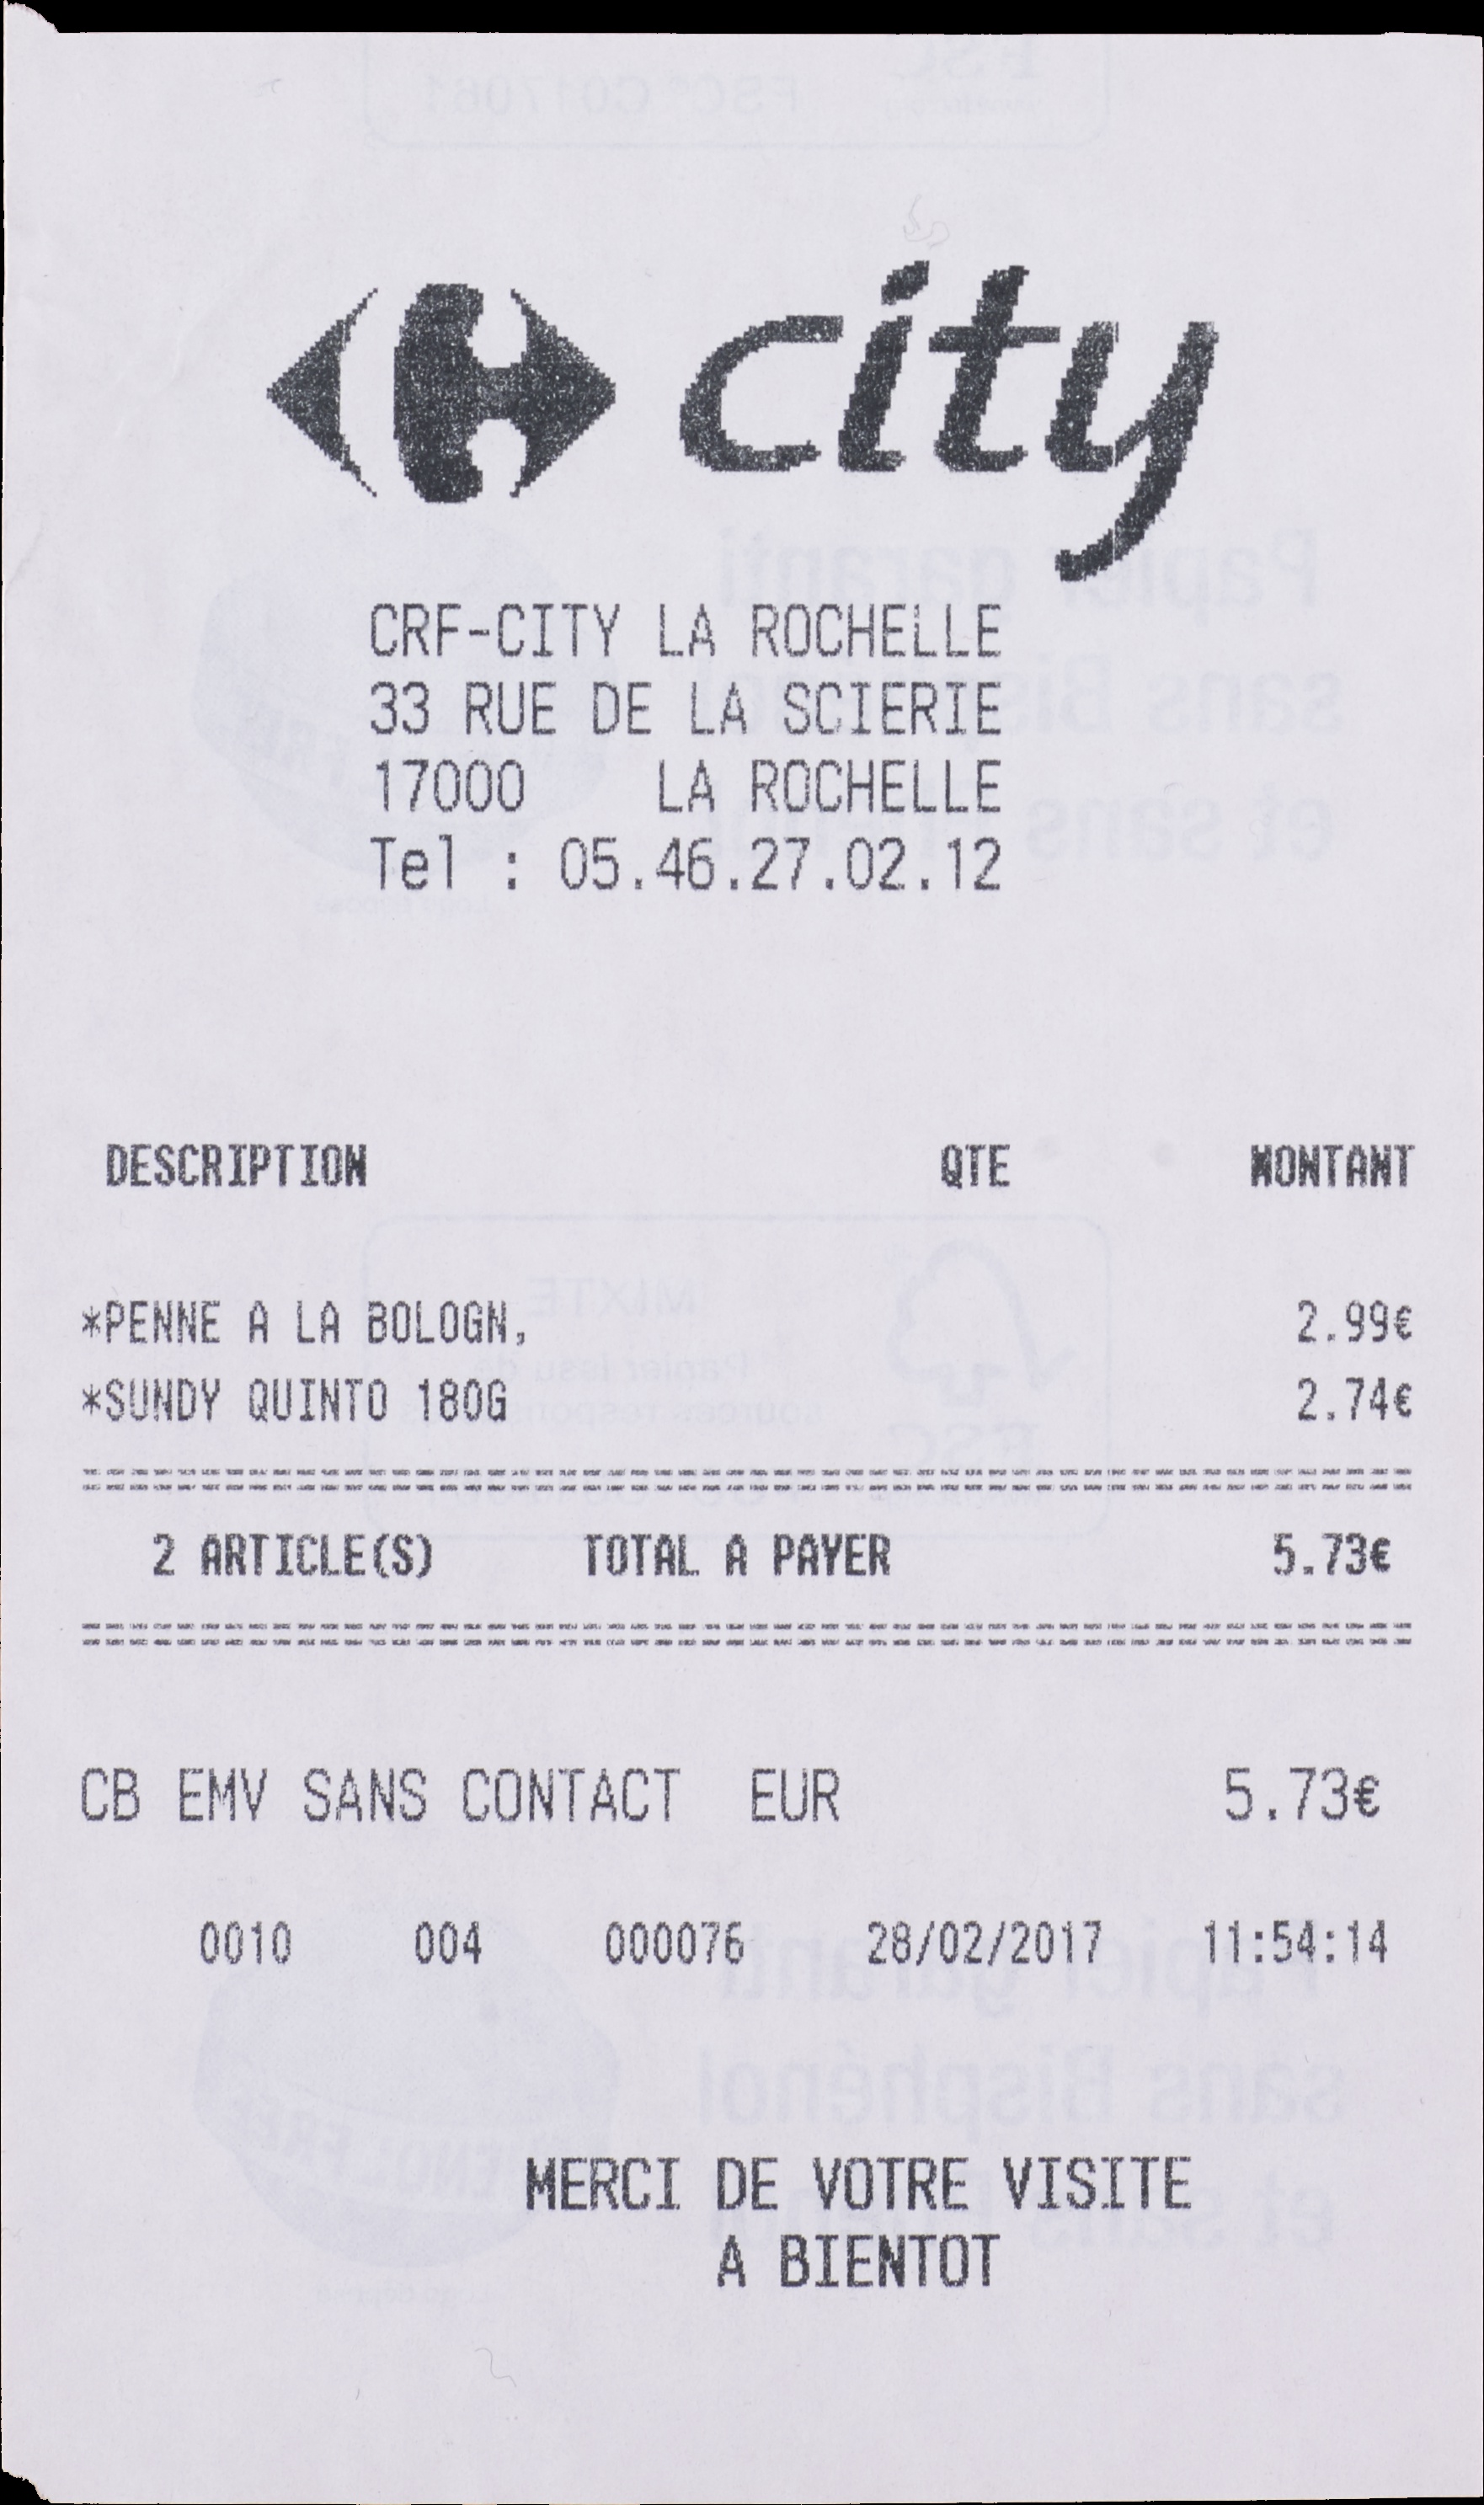 city
CRF-CITY LA ROCHELLE
33 RUE DE LA SCIERIE
17000 LA ROCHELLE
Tel : 05.46.27.02.12
DESCRIPTION QTE MONTANT
*PENNE A LA BOLOGN, 2.99€
*SUNDY QUINTO 180G 2.74€
2 ARTICLE(S) TOTAL A PAYER 5.73€
CB EMV SANS CONTACT EUR 5.73€
0010 004 000076 28/02/2017 11:54:14
MERCI DE VOTRE VISITE
A BIENTOT